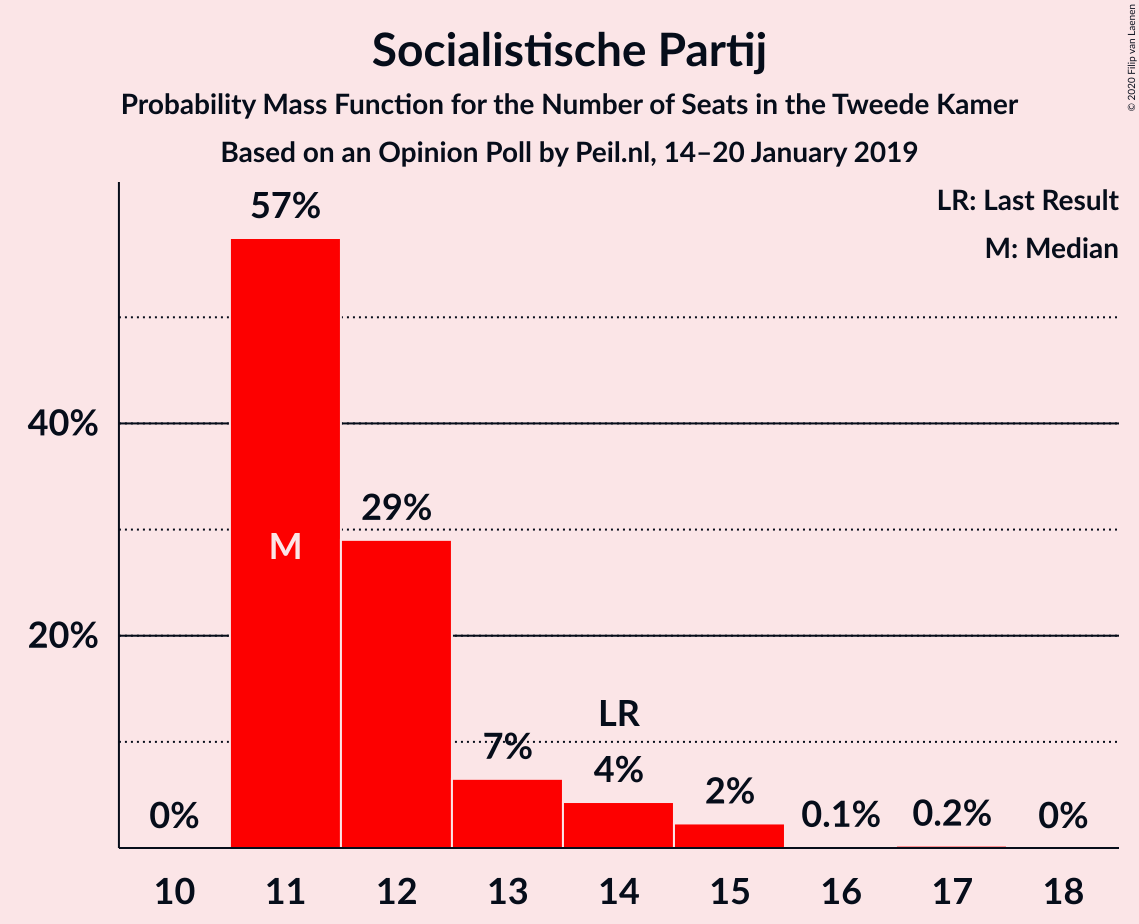 Socialistische Partij
Probability Mass Function for the Number of Seats in the Tweede Kamer
Based on an Opinion Poll by Peil.nl, 14–20 January 2019
© 2020 Filip van Laenen
LR: Last Result
M: Median
57%
40%
29%
M
20%
LR
7%
4%
2%
0%
0.1%
0.2%
0%
10 11 12 13 14 15 16 17 18